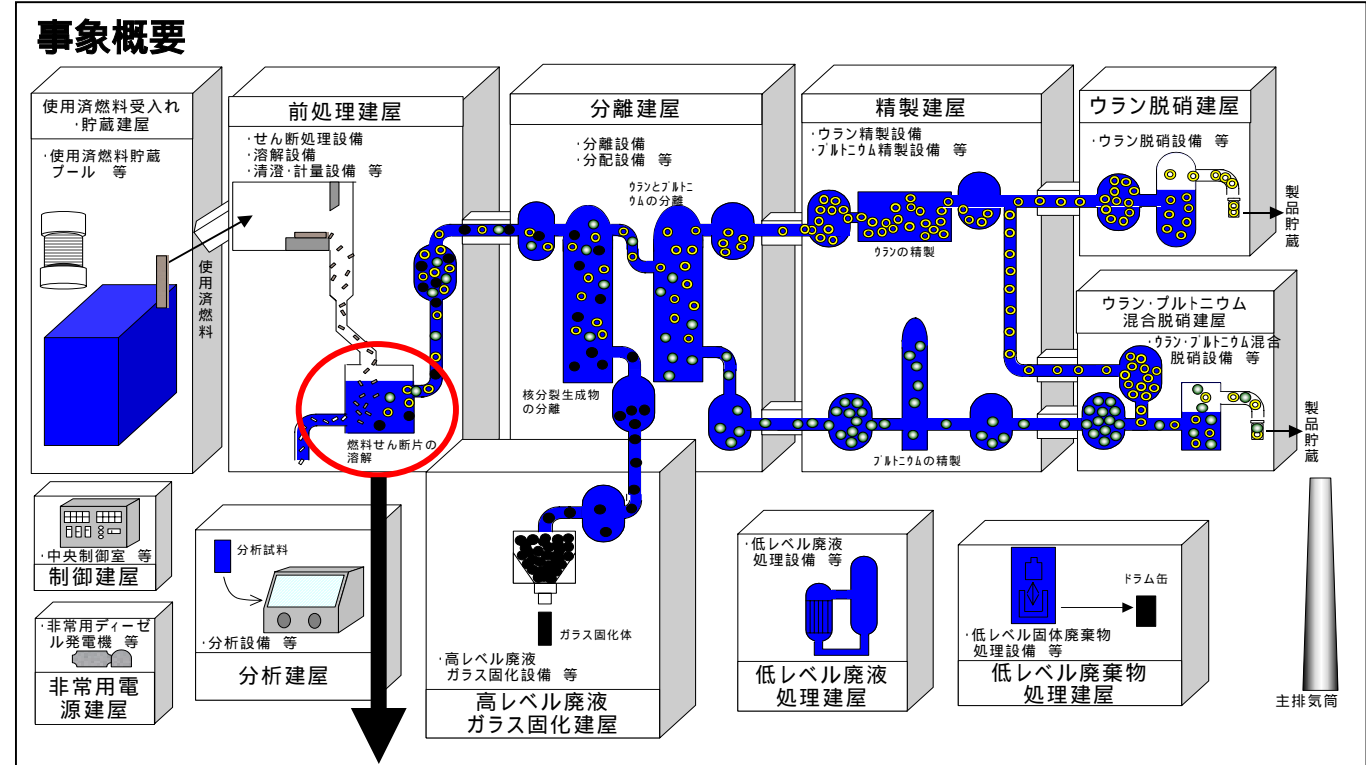 事象概要
使用済燃料受入れ
・貯蔵建屋
・使用済燃料貯蔵
プール 等
使用済燃料
前処理建屋
・せん断処理設備
・溶解設備
・清澄・計量設備 等
燃料せん断片の
溶解
分離建屋
・分離設備
・分配設備 等
ウランとプルトニ
ウムの分離
核分裂生成物
の分離
精製建屋
・ウラン精製設備
・プルトニウム精製設備 等
ウランの精製
プルトニウムの精製
ウラン脱硝建屋
・ウラン脱硝設備 等
製品貯蔵
ウラン・プルトニウム
混合脱硝建屋
・ウラン・プルトニウム混合
脱硝設備 等
製品貯蔵
・中央制御室 等
制御建屋
・非常用ディーゼ
ル発電機 等
非常用電
源建屋
分析試料
・分析設備 等
分析建屋
ガラス固化体
・高レベル廃液
ガラス固化設備 等
高レベル廃液
ガラス固化建屋
・低レベル廃液
処理設備 等
低レベル廃液
処理建屋
ドラム缶
・低レベル固体廃棄物
処理設備 等
低レベル廃棄物
処理建屋
主排気筒